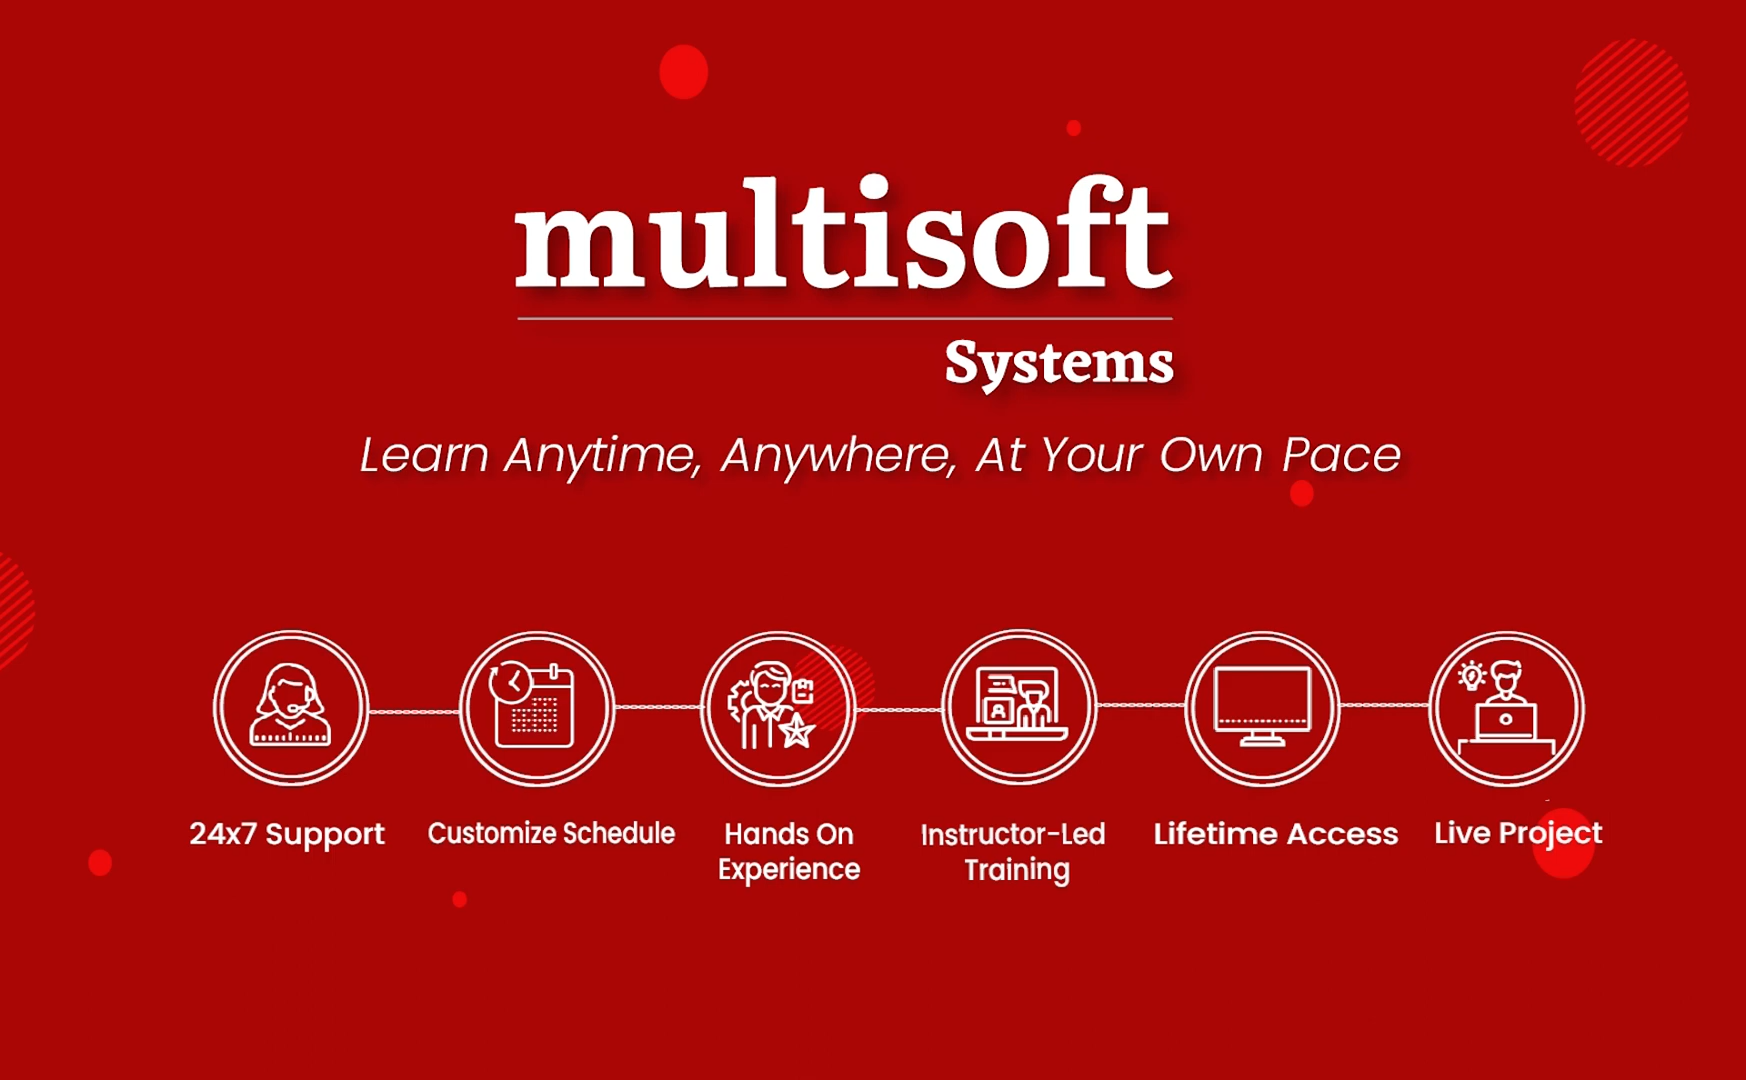 multisoft
Systems
Learn Anytime, Anywhere, At Your Own Pace
24x7 Support
Customize Schedule
Hands On
Experience
Instructor-Led
Training
Lifetime Access
Live Project